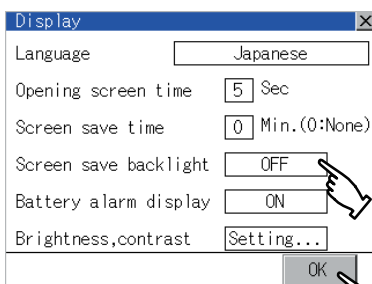 Display ×
Language Japanese
Opening screen time 5 Sec
Screen save time 0 Min.(0:None)
Screen save backlight OFF
Battery alarm display ON
Brightness,contrast Setting...
OK